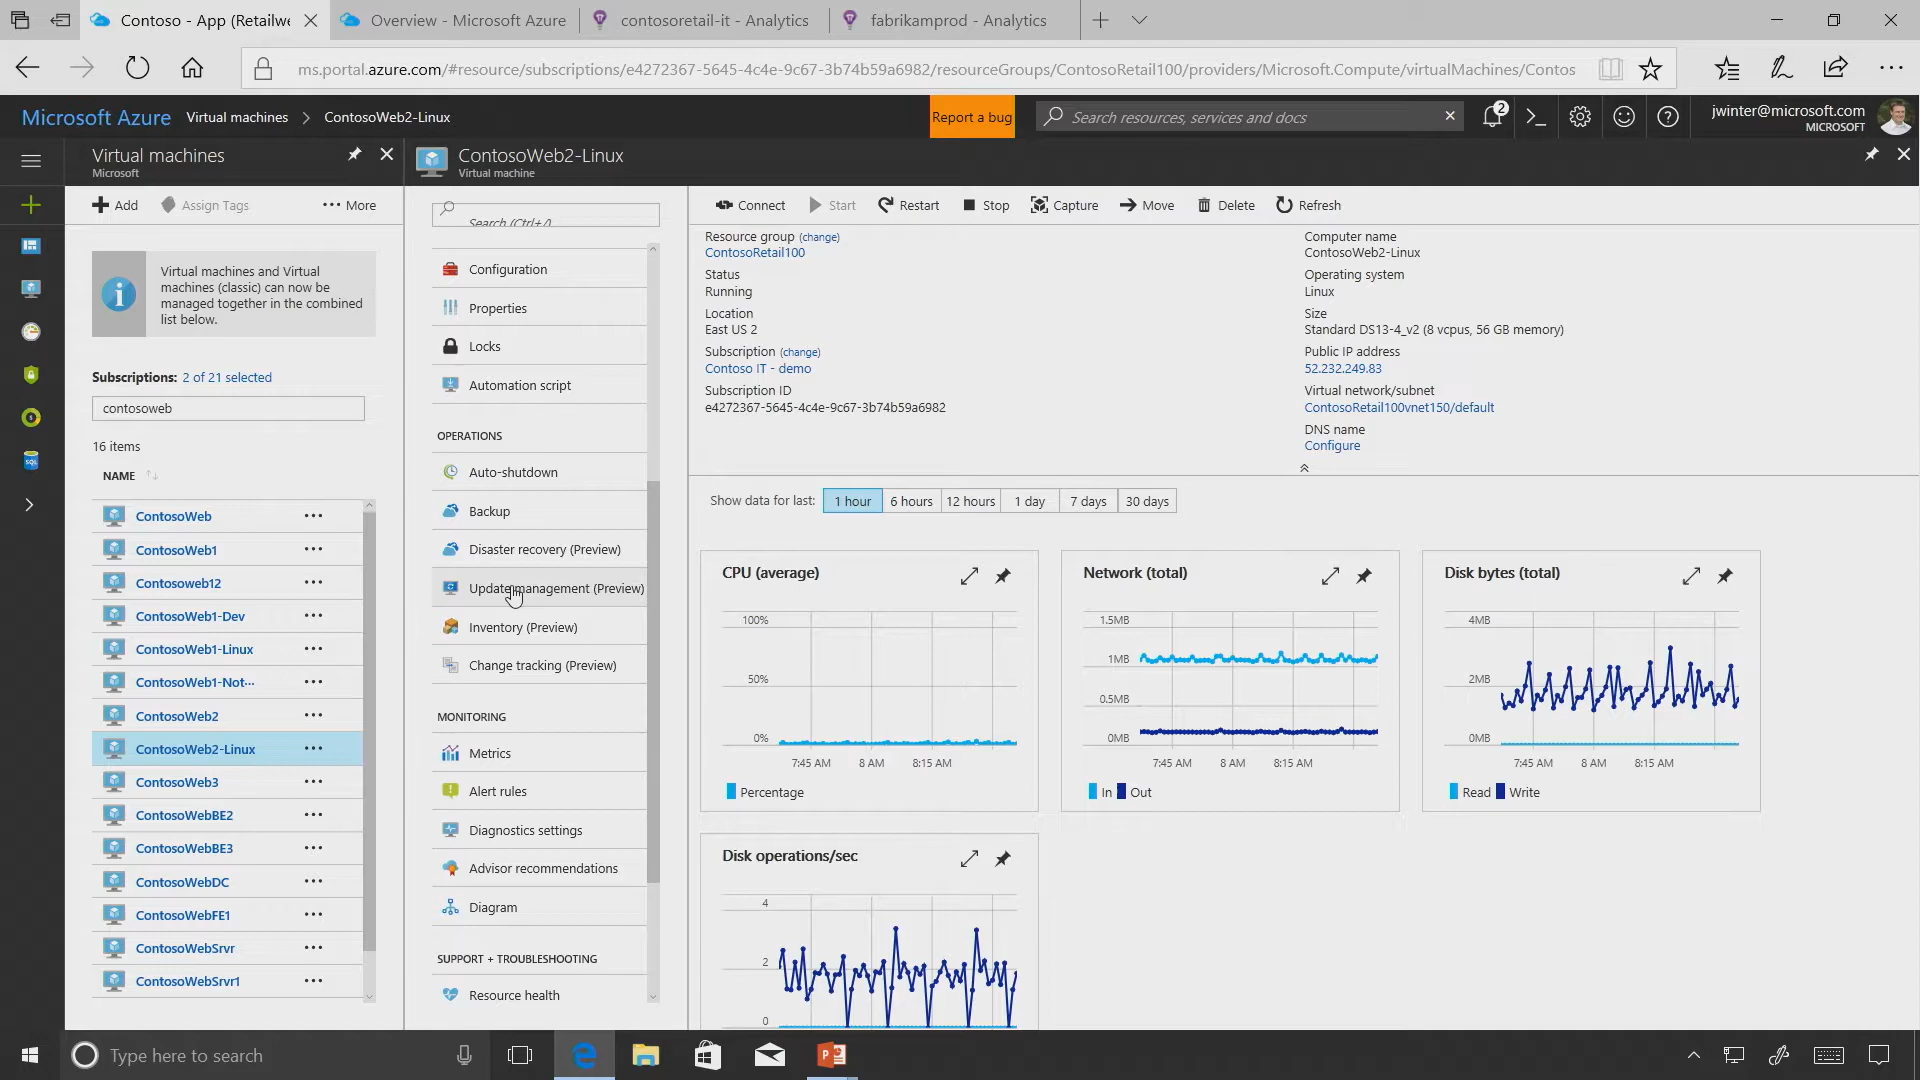 Contoso - App (Retailwe
Overview - Microsoft Azure
contosoretail-it - Analytics
fabrikamprod - Analytics
ms.portal.azure.com/#resource/subscriptions/e4272367-5645-4c4e-9c67-3b74b59a6982/resourceGroups/ContosoRetail100/providers/Microsoft.Compute/virtualMachines/Contos
Microsoft Azure
Virtual machines
ContosoWeb2-Linux
Report a bug
Search resources, services and docs
2
jwinter@microsoft.com
MICROSOFT
Virtual machines
Microsoft
Add
Assign Tags
More
Virtual machines and Virtual
machines (classic) can now be
managed together in the combined
list below.
Subscriptions: 2 of 21 selected
contosoweb
16 items
NAME
ContosoWeb
ContosoWeb1
Contosoweb12
ContosoWeb1-Dev
ContosoWeb1-Linux
ContosoWeb1-Not...
ContosoWeb2
ContosoWeb2-Linux
ContosoWeb3
ContosoWebBE2
ContosoWebBE3
ContosoWebDC
ContosoWebFE1
ContosoWebSrvr
ContosoWebSrvr1
SQL
ContosoWeb2-Linux
Virtual machine
Search (Ctrl+/)
Configuration
Properties
Locks
Automation script
OPERATIONS
Auto-shutdown
Backup
Disaster recovery (Preview)
Update management (Preview)
Inventory (Preview)
Change tracking (Preview)
MONITORING
Metrics
Alert rules
Diagnostics settings
Advisor recommendations
Diagram
SUPPORT + TROUBLESHOOTING
Resource health
Connect
Start
Restart
Stop
Capture
Move
Delete
Refresh
Resource group (change)
ContosoRetail100
Status
Running
Location
East US 2
Subscription (change)
Contoso IT - demo
Subscription ID
e4272367-5645-4c4e-9c67-3b74b59a6982
Computer name
ContosoWeb2-Linux
Operating system
Linux
Size
Standard DS13-4_v2 (8 vcpus, 56 GB memory)
Public IP address
52.232.249.83
Virtual network/subnet
ContosoRetail100vnet150/default
DNS name
Configure
Show data for last:
1 hour
6 hours
12 hours
1 day
7 days
30 days
CPU (average)
100%
50%
0%
7:45 AM
8 AM
8:15 AM
Percentage
Network (total)
1.5MB
1MB
0.5MB
0MB
7:45 AM
8 AM
8:15 AM
In
Out
Disk bytes (total)
4MB
2MB
0MB
7:45 AM
8 AM
8:15 AM
Read
Write
Disk operations/sec
4
2
0
Type here to search